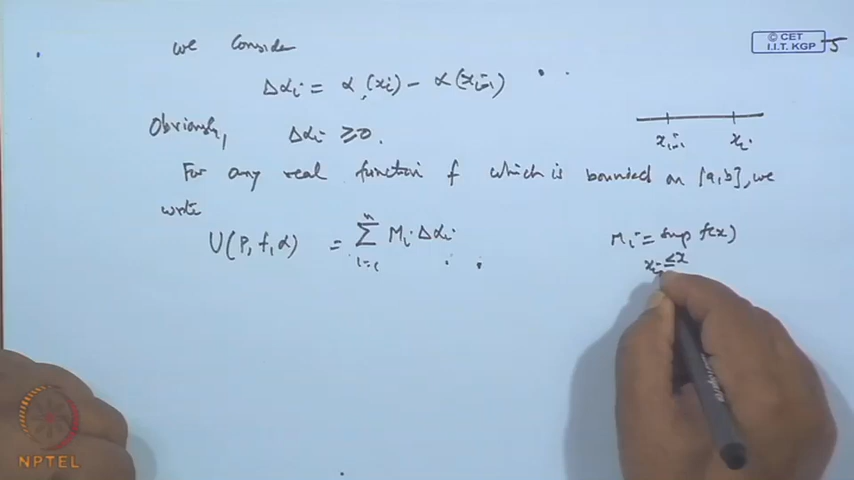 © CET
I.I.T. KGP
5
we Consider
Δαᵢ = α(xᵢ) - α(xᵢ₋₁)
Obviously, Δαᵢ ≥ 0.
xᵢ₋₁ xᵢ
For any real function f which is bounded on [a,b], we
write
U(P, f, α) = ∑ᵢ₌₁ⁿ Mᵢ Δαᵢ
Mᵢ = Sup f(x)
xᵢ₋₁ ≤ x
NPTEL